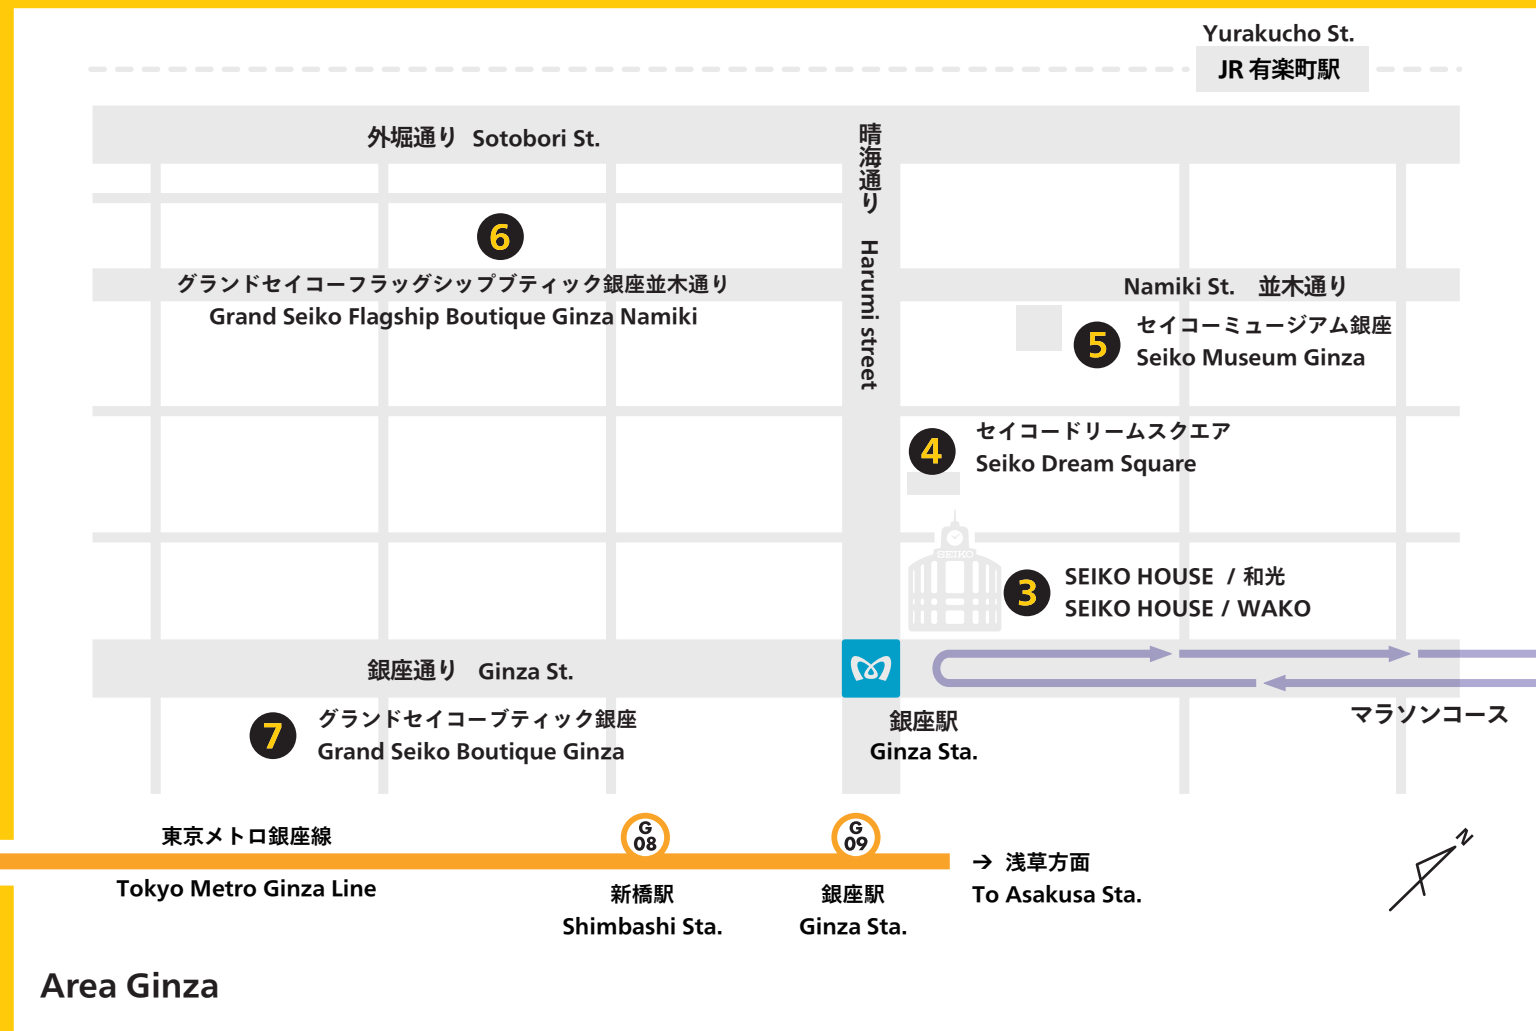 Yurakucho St.
JR 有楽町駅
外堀通り Sotobori St.
晴海通り Harumi street
6
グランドセイコーフラッグシップブティック銀座並木通り
Grand Seiko Flagship Boutique Ginza Namiki
Namiki St. 並木通り
5
セイコーミュージアム銀座
Seiko Museum Ginza
4
セイコードリームスクエア
Seiko Dream Square
SEIKO
3
SEIKO HOUSE / 和光
SEIKO HOUSE / WAKO
銀座通り Ginza St.
マラソンコース
7
グランドセイコーブティック銀座
Grand Seiko Boutique Ginza
銀座駅
Ginza Sta.
東京メトロ銀座線
Tokyo Metro Ginza Line
G
08
新橋駅
Shimbashi Sta.
G
09
銀座駅
Ginza Sta.
→ 浅草方面
To Asakusa Sta.
N
Area Ginza